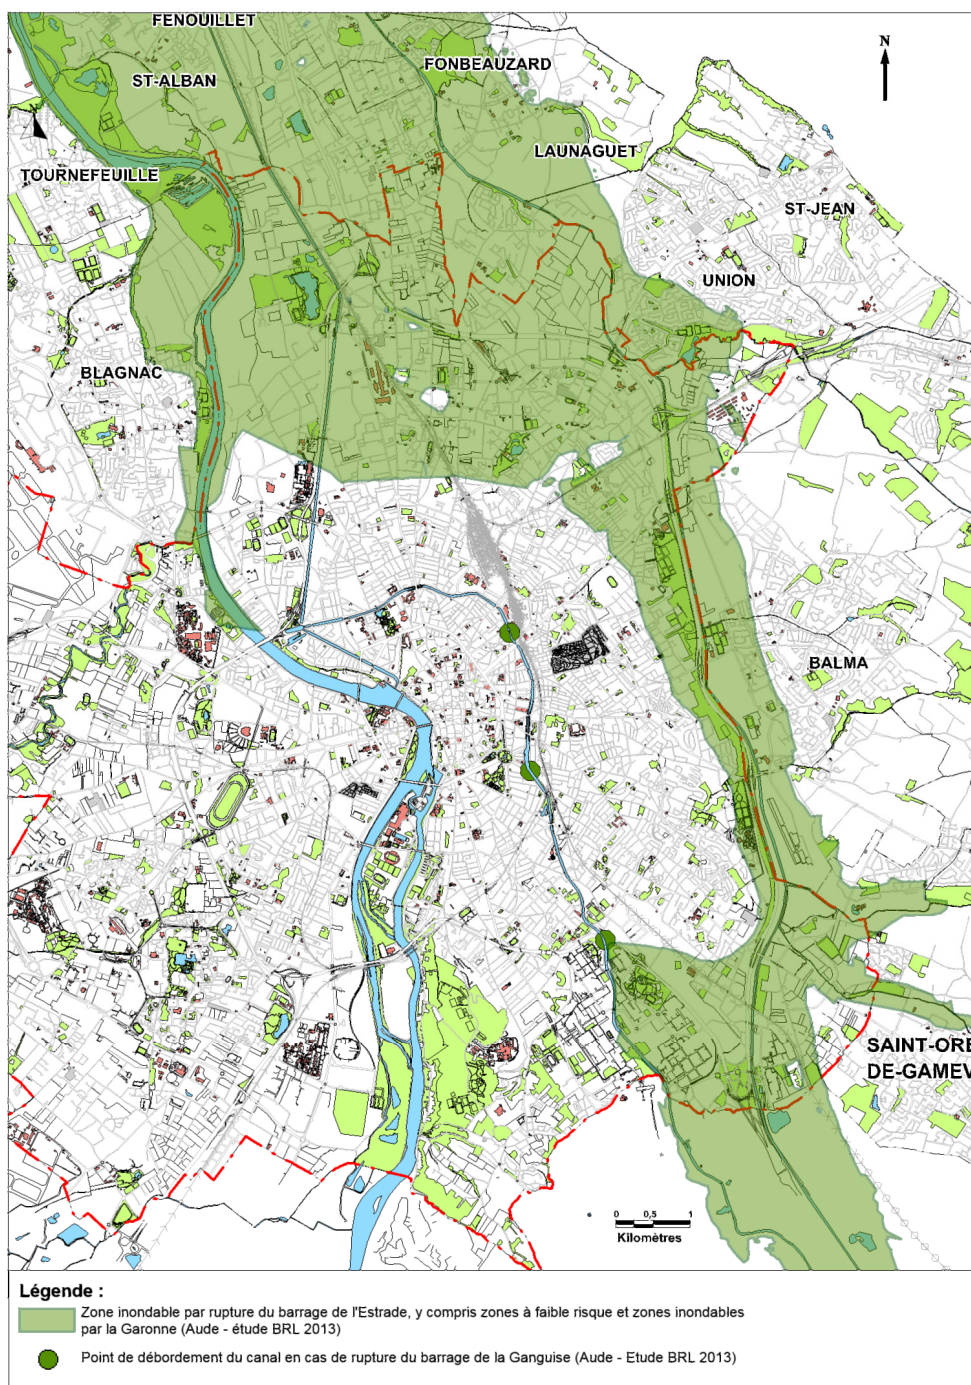 FENOUILLET
FONBEAUZARD
ST-ALBAN
N
LAUNAGUET
TOURNEFEUILLE
ST-JEAN
UNION
BLAGNAC
BALMA
SAINT-ORE
DE-GAMEV
0 0,5 1
Kilomètres
Légende :
Zone inondable par rupture du barrage de l'Estrade, y compris zones à faible risque et zones inondables
par la Garonne (Aude - étude BRL 2013)
Point de débordement du canal en cas de rupture du barrage de la Ganguise (Aude - Etude BRL 2013)